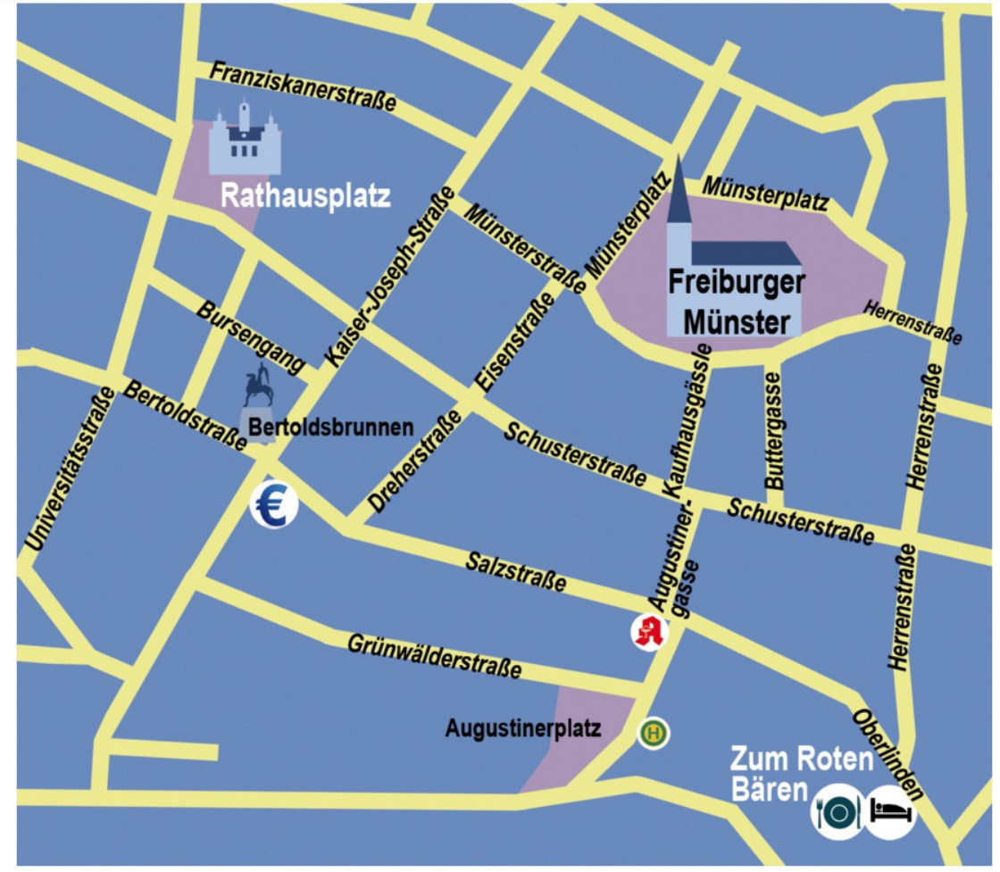 Franziskanerstraße
Rathausplatz
Münsterplatz
Münsterplatz
Münsterstraße
Kaiser-Joseph-Straße
Freiburger
Münster
Herrenstraße
Bursengang
Eisenstraße
Kaufhausgässle
Buttergasse
Herrenstraße
Bertoldstraße
Bertoldsbrunnen
Universitätsstraße
Dreherstraße
Schusterstraße
Schusterstraße
€
Augustiner-
gasse
Salzstraße
Herrenstraße
A
Grünwälderstraße
Augustinerplatz
H
Oberlinden
Zum Roten
Bären